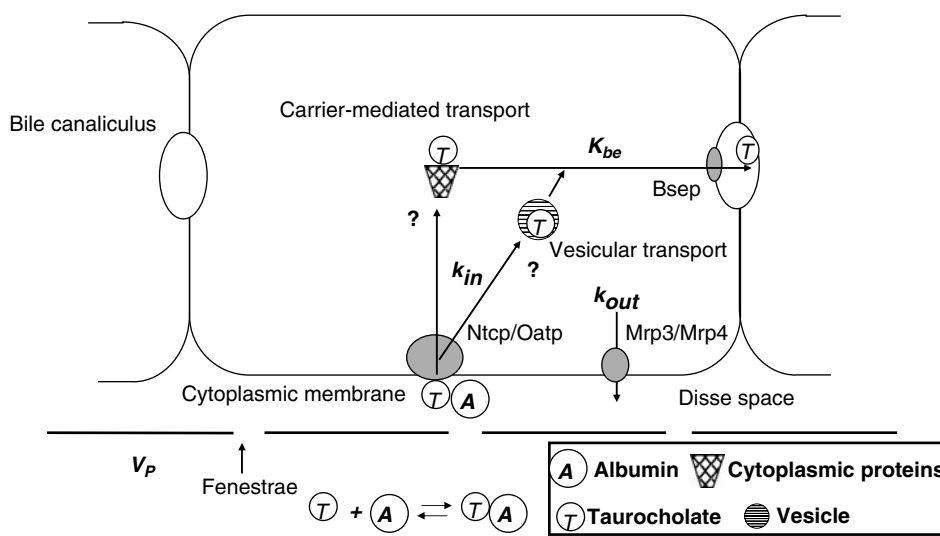 Carrier-mediated transport
Bile canaliculus
T
T
K_be
Bsep
?
T
Vesicular transport
?
k_in
k_out
Ntcp/Oatp
Mrp3/Mrp4
Cytoplasmic membrane
T A
Disse space
V_P
Fenestrae
T + A ⇌ T A
A Albumin
Cytoplasmic proteins
T Taurocholate
Vesicle